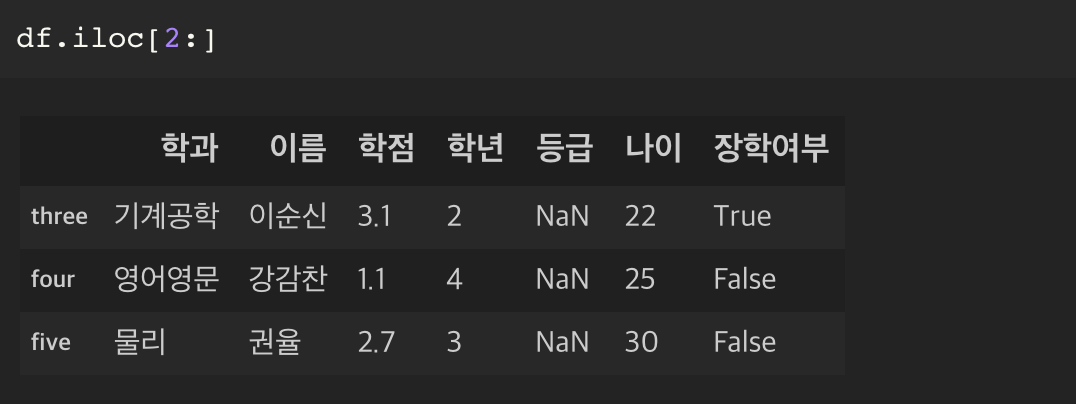 df.iloc[2:]
학과 이름 학점 학년 등급 나이 장학여부
three 기계공학 이순신 3.1 2 NaN 22 True
four 영어영문 강감찬 1.1 4 NaN 25 False
five 물리 권율 2.7 3 NaN 30 False